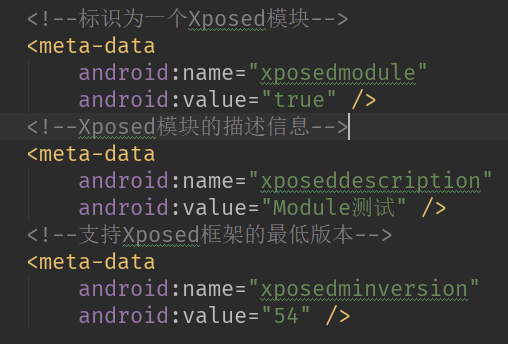 <!--标识为一个Xposed模块-->
<meta-data
android:name="xposedmodule"
android:value="true" />
<!--Xposed模块的描述信息-->
<meta-data
android:name="xposeddescription"
android:value="Module测试" />
<!--支持Xposed框架的最低版本-->
<meta-data
android:name="xposedminversion"
android:value="54" />